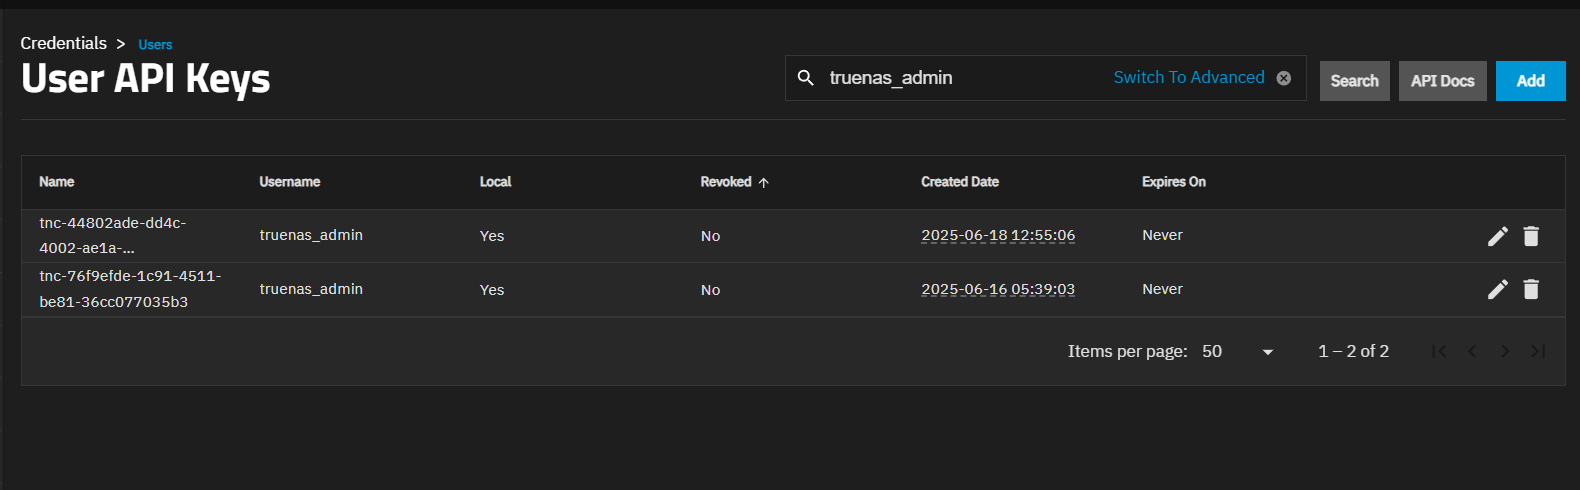 Credentials > Users
User API Keys
truenas_admin Switch To Advanced
Search API Docs Add
Name Username Local Revoked Created Date Expires On
tnc-44802ade-dd4c-
4002-ae1a-...
truenas_admin Yes No 2025-06-18 12:55:06 Never
tnc-76f9efde-1c91-4511-
be81-36cc077035b3
truenas_admin Yes No 2025-06-16 05:39:03 Never
Items per page: 50 1 – 2 of 2